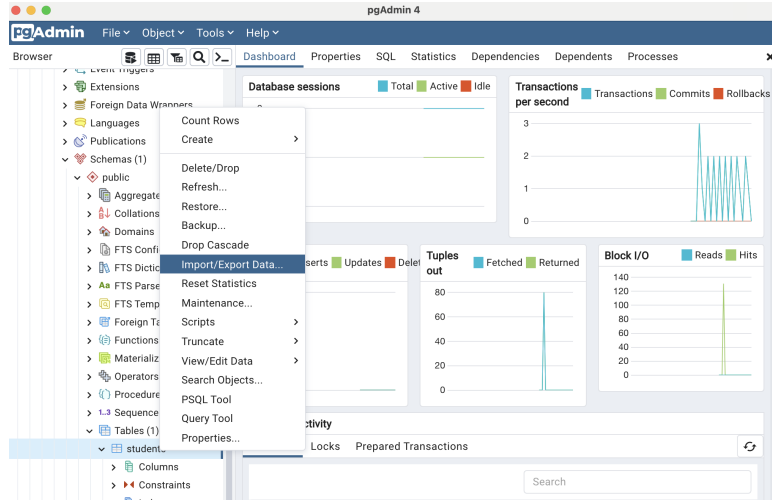 pgAdmin 4
pgAdmin File Object Tools Help
Browser Dashboard Properties SQL Statistics Dependencies Dependents Processes
Event Triggers
Extensions
Foreign Data Wrappers
Languages
Publications
Schemas (1)
public
Aggregate
Collations
Domains
FTS Confi
FTS Dictio
FTS Parse
FTS Temp
Foreign Ta
Functions
Materializ
Operators
Procedure
1..3 Sequence
Tables (1)
students
Columns
Constraints
Count Rows
Create
Delete/Drop
Refresh...
Restore...
Backup...
Drop Cascade
Import/Export Data...
Reset Statistics
Maintenance...
Scripts
Truncate
View/Edit Data
Search Objects...
PSQL Tool
Query Tool
Properties...
Database sessions Total Active Idle
Transactions per second Transactions Commits Rollbacks
3
2
1
0
serts Updates Delet
Tuples out Fetched Returned
80
60
40
20
0
Block I/O Reads Hits
140
120
100
80
60
40
20
0
ctivity
Locks Prepared Transactions
Search